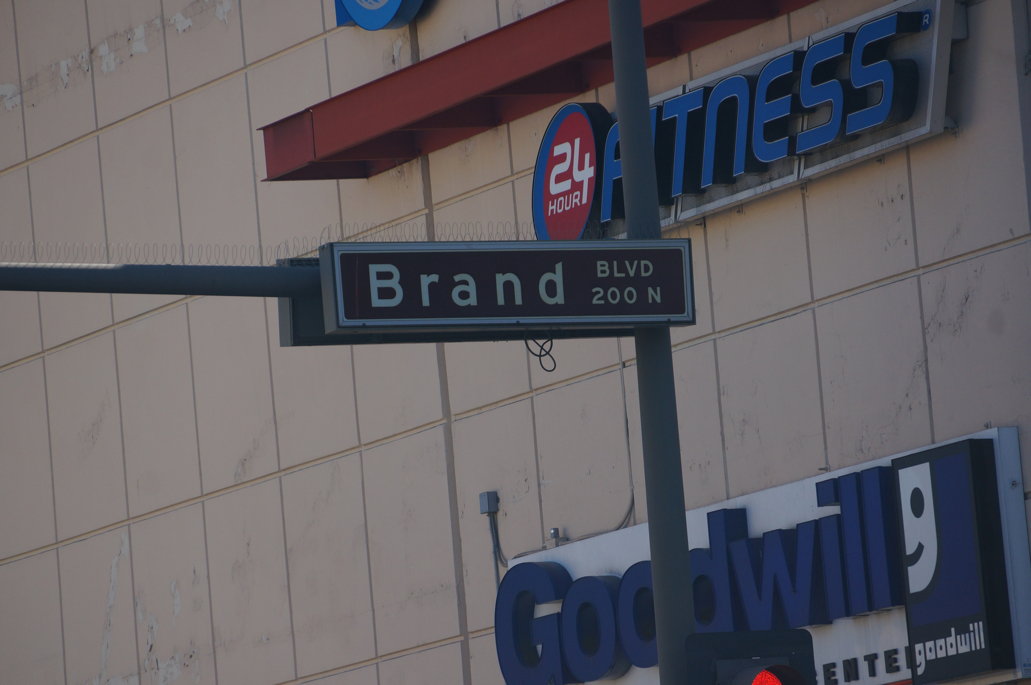 24
HOUR
FITNESS
Brand BLVD
200 N
Goodwill
g
goodwill